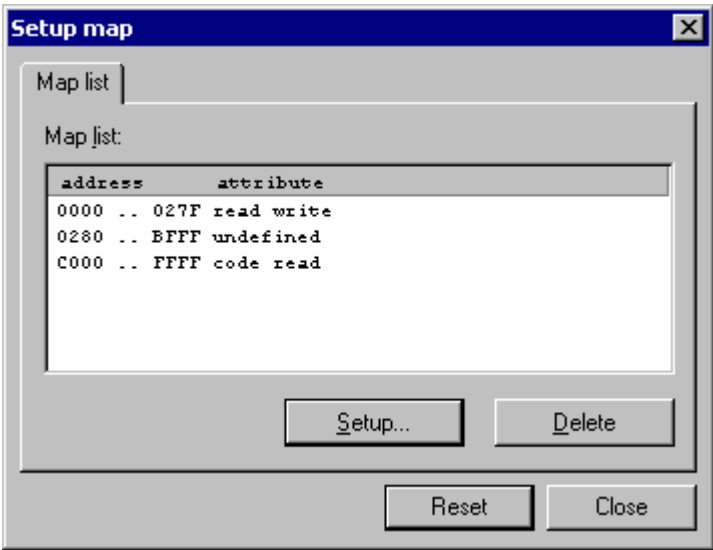 Setup map
Map list
Map list:
address attribute
0000 .. 027F read write
0280 .. BFFF undefined
C000 .. FFFF code read
Setup... Delete
Reset Close